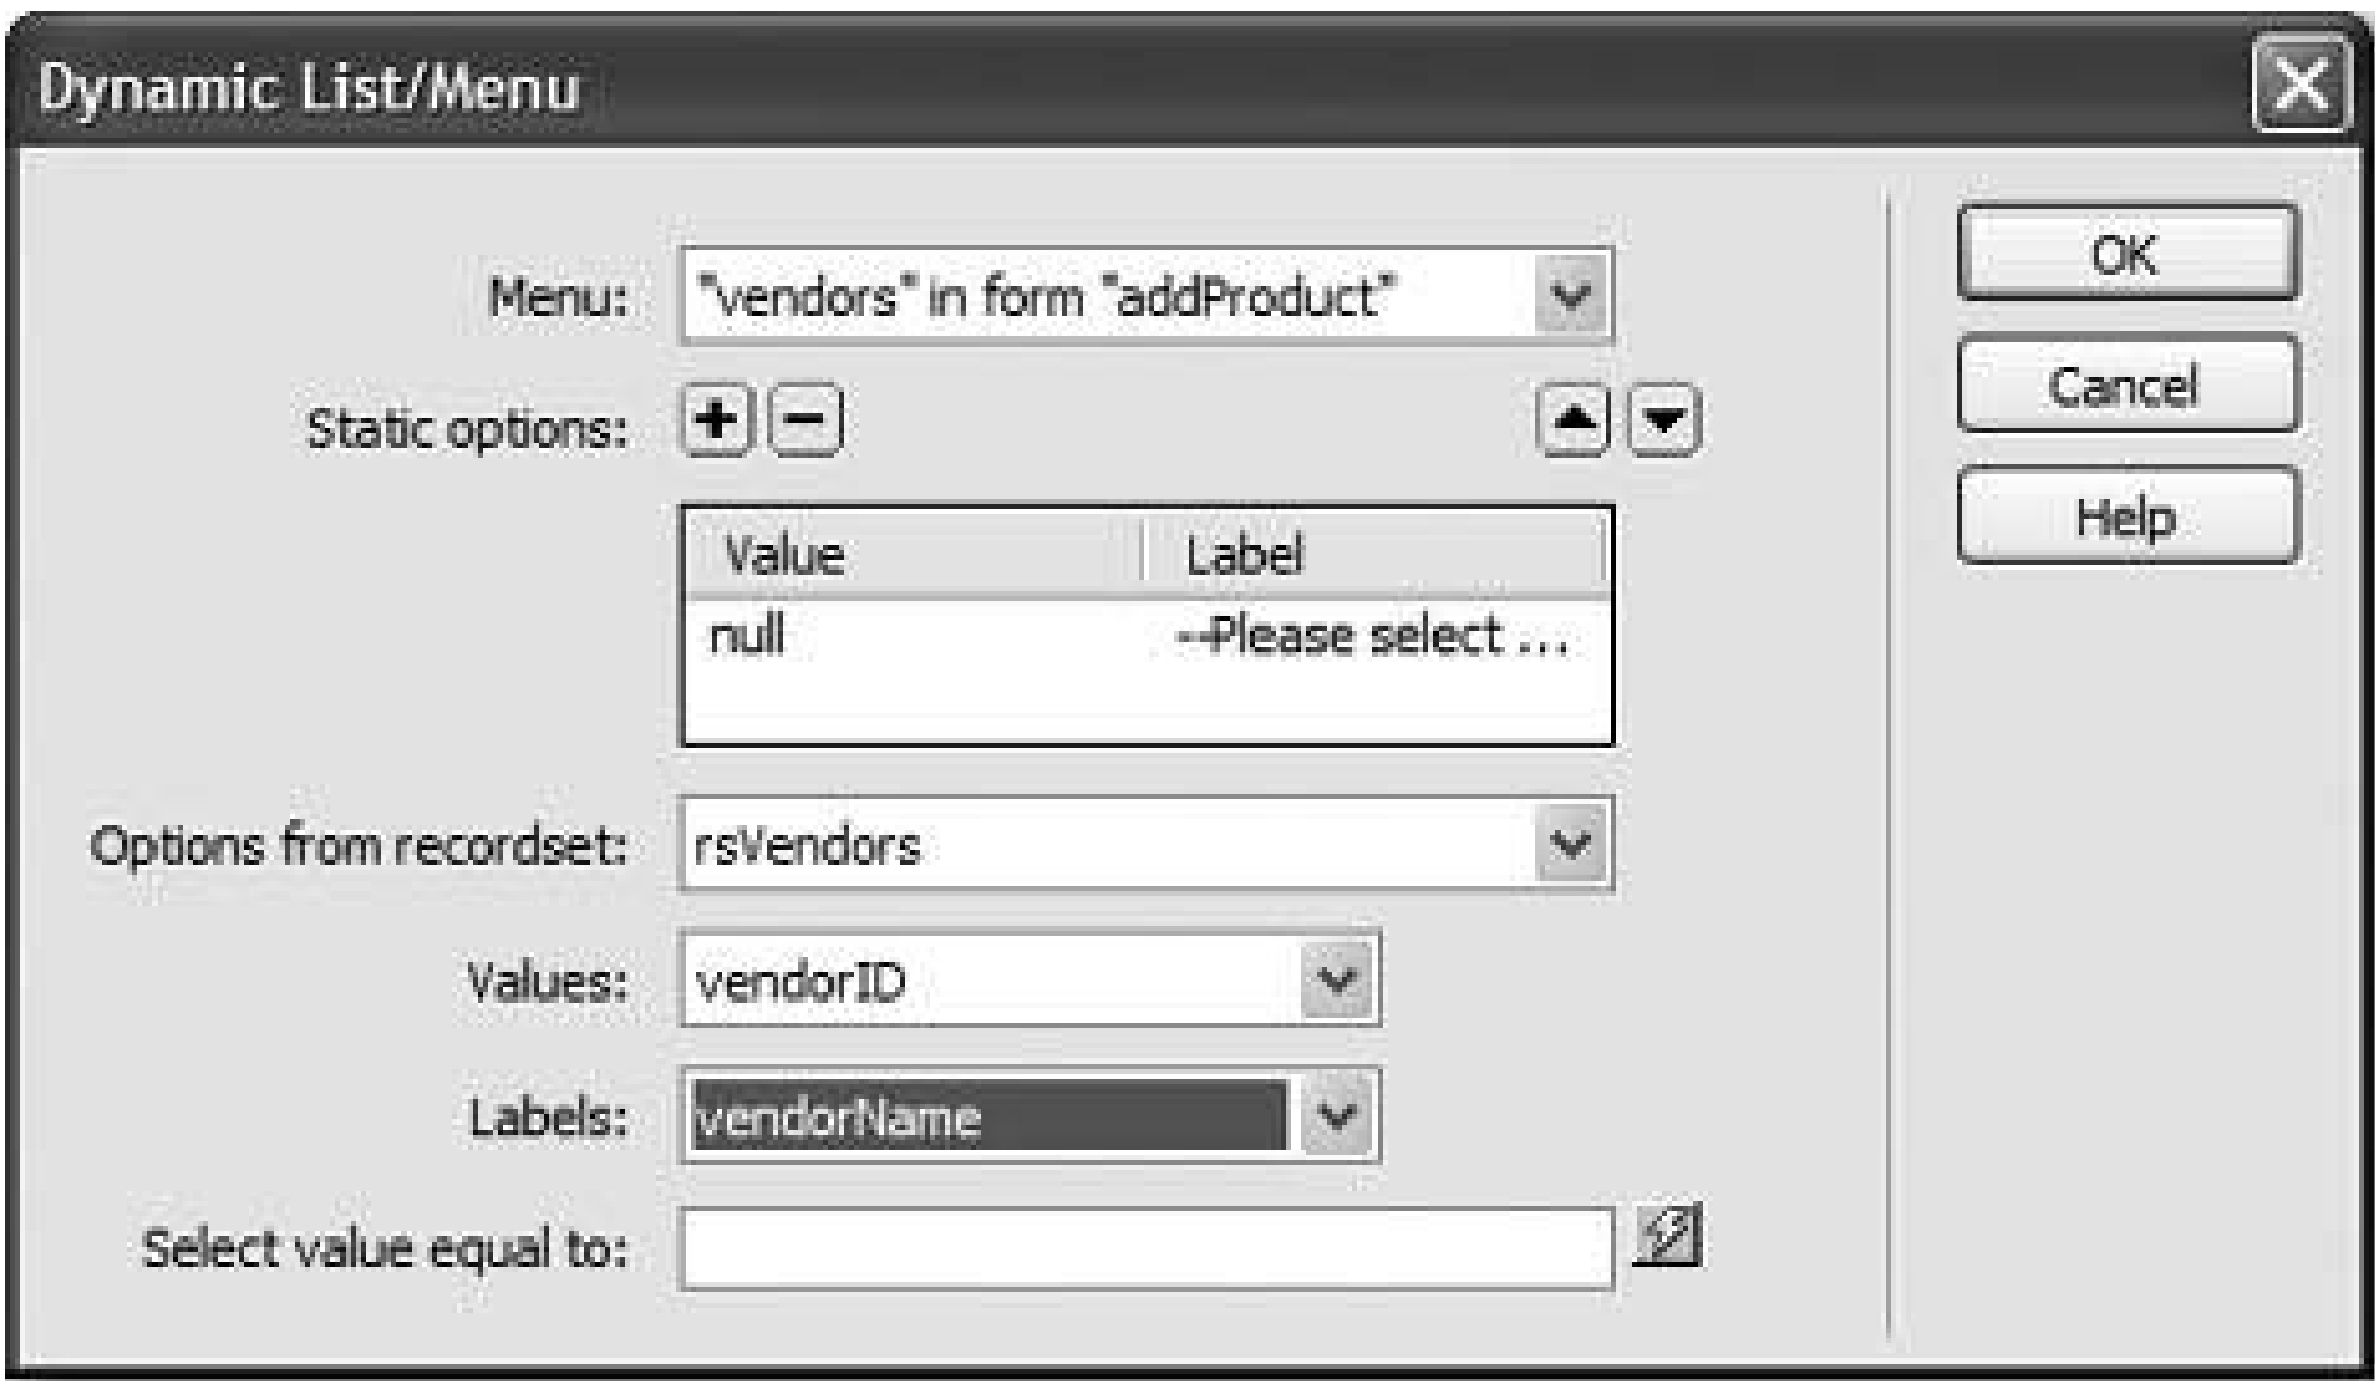 Dynamic List/Menu
Menu: "vendors" in form "addProduct"
OK
Static options:
Cancel
Help
Value Label
null --Please select ...
Options from recordset: rsVendors
Values: vendorID
Labels: vendorName
Select value equal to: